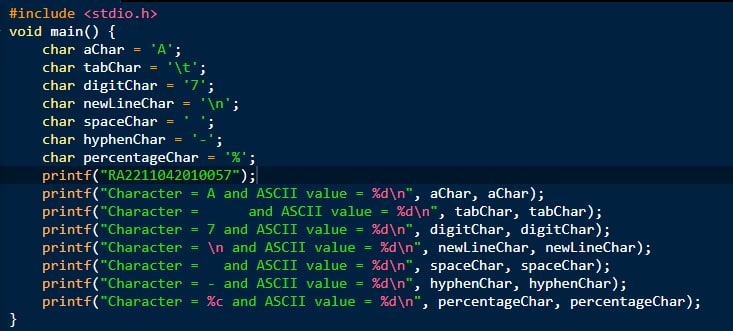 #include <stdio.h>
void main() {
    char aChar = 'A';
    char tabChar = '\t';
    char digitChar = '7';
    char newLineChar = '\n';
    char spaceChar = ' ';
    char hyphenChar = '-';
    char percentageChar = '%';
    printf("RA2211042010057");
    printf("Character = A and ASCII value = %d\n", aChar, aChar);
    printf("Character =      and ASCII value = %d\n", tabChar, tabChar);
    printf("Character = 7 and ASCII value = %d\n", digitChar, digitChar);
    printf("Character = \n and ASCII value = %d\n", newLineChar, newLineChar);
    printf("Character =   and ASCII value = %d\n", spaceChar, spaceChar);
    printf("Character = - and ASCII value = %d\n", hyphenChar, hyphenChar);
    printf("Character = %c and ASCII value = %d\n", percentageChar, percentageChar);
}